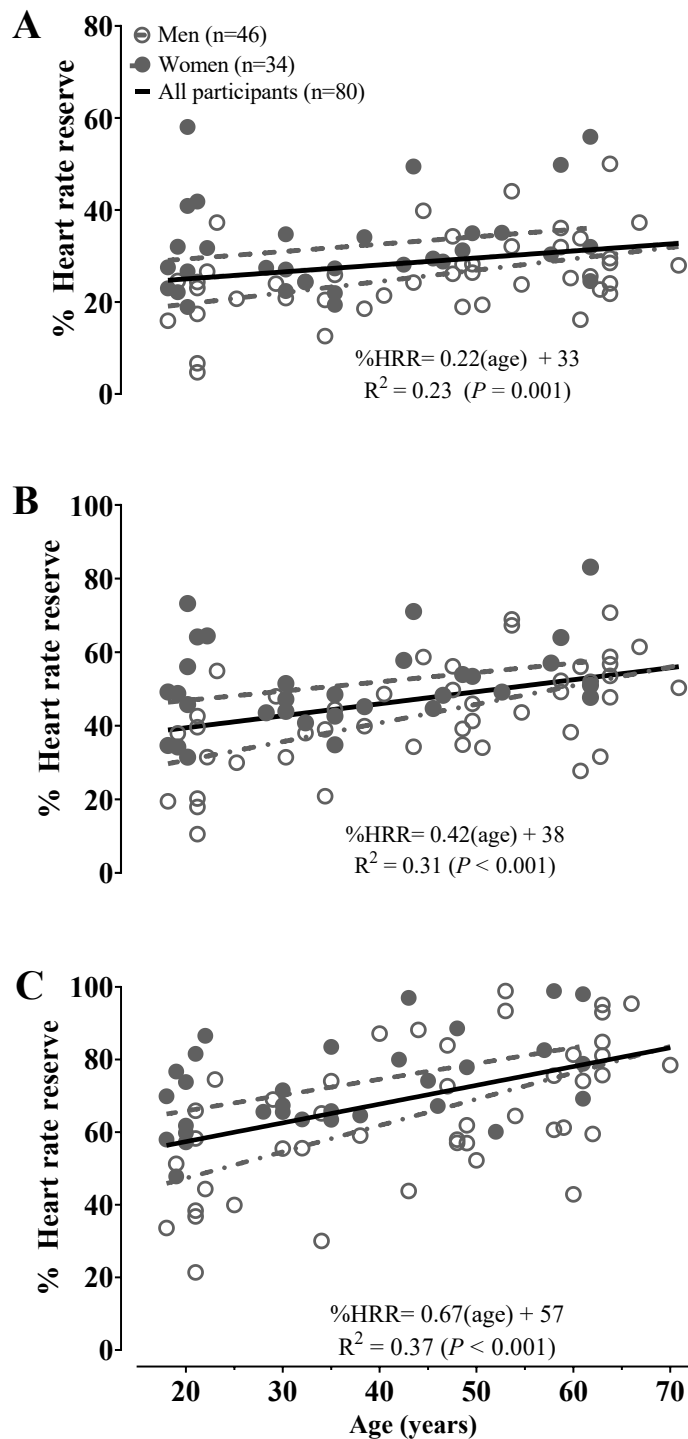 A
80
60
40
20
0
% Heart rate reserve
Men (n=46)
Women (n=34)
All participants (n=80)
%HRR= 0.22(age) + 33
R² = 0.23 (P = 0.001)
B
100
80
60
40
20
0
% Heart rate reserve
%HRR= 0.42(age) + 38
R² = 0.31 (P < 0.001)
C
100
80
60
40
20
0
% Heart rate reserve
%HRR= 0.67(age) + 57
R² = 0.37 (P < 0.001)
20 30 40 50 60 70
Age (years)